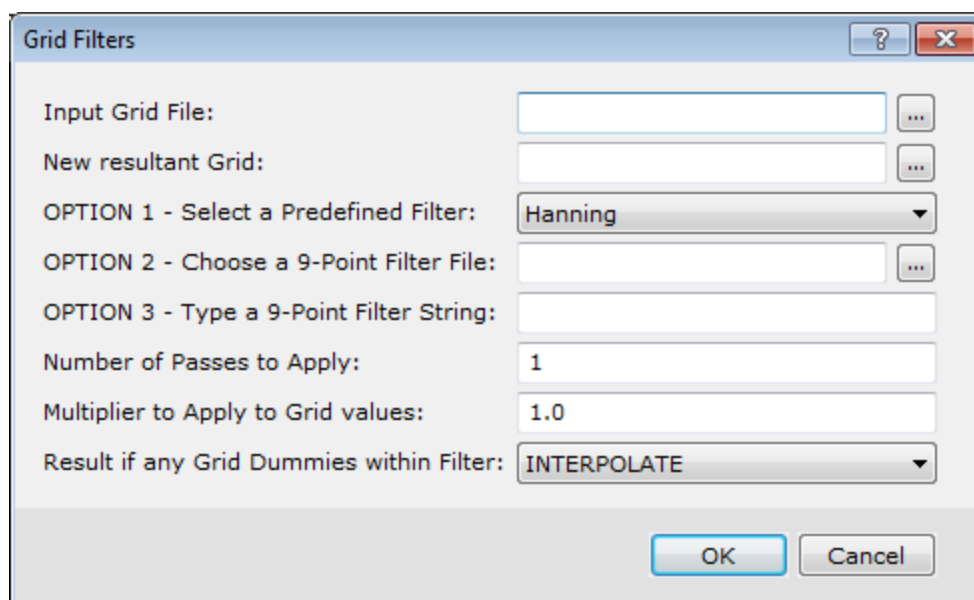 Grid Filters
Input Grid File: ...
New resultant Grid: ...
OPTION 1 - Select a Predefined Filter: Hanning
OPTION 2 - Choose a 9-Point Filter File: ...
OPTION 3 - Type a 9-Point Filter String:
Number of Passes to Apply: 1
Multiplier to Apply to Grid values: 1.0
Result if any Grid Dummies within Filter: INTERPOLATE
OK Cancel